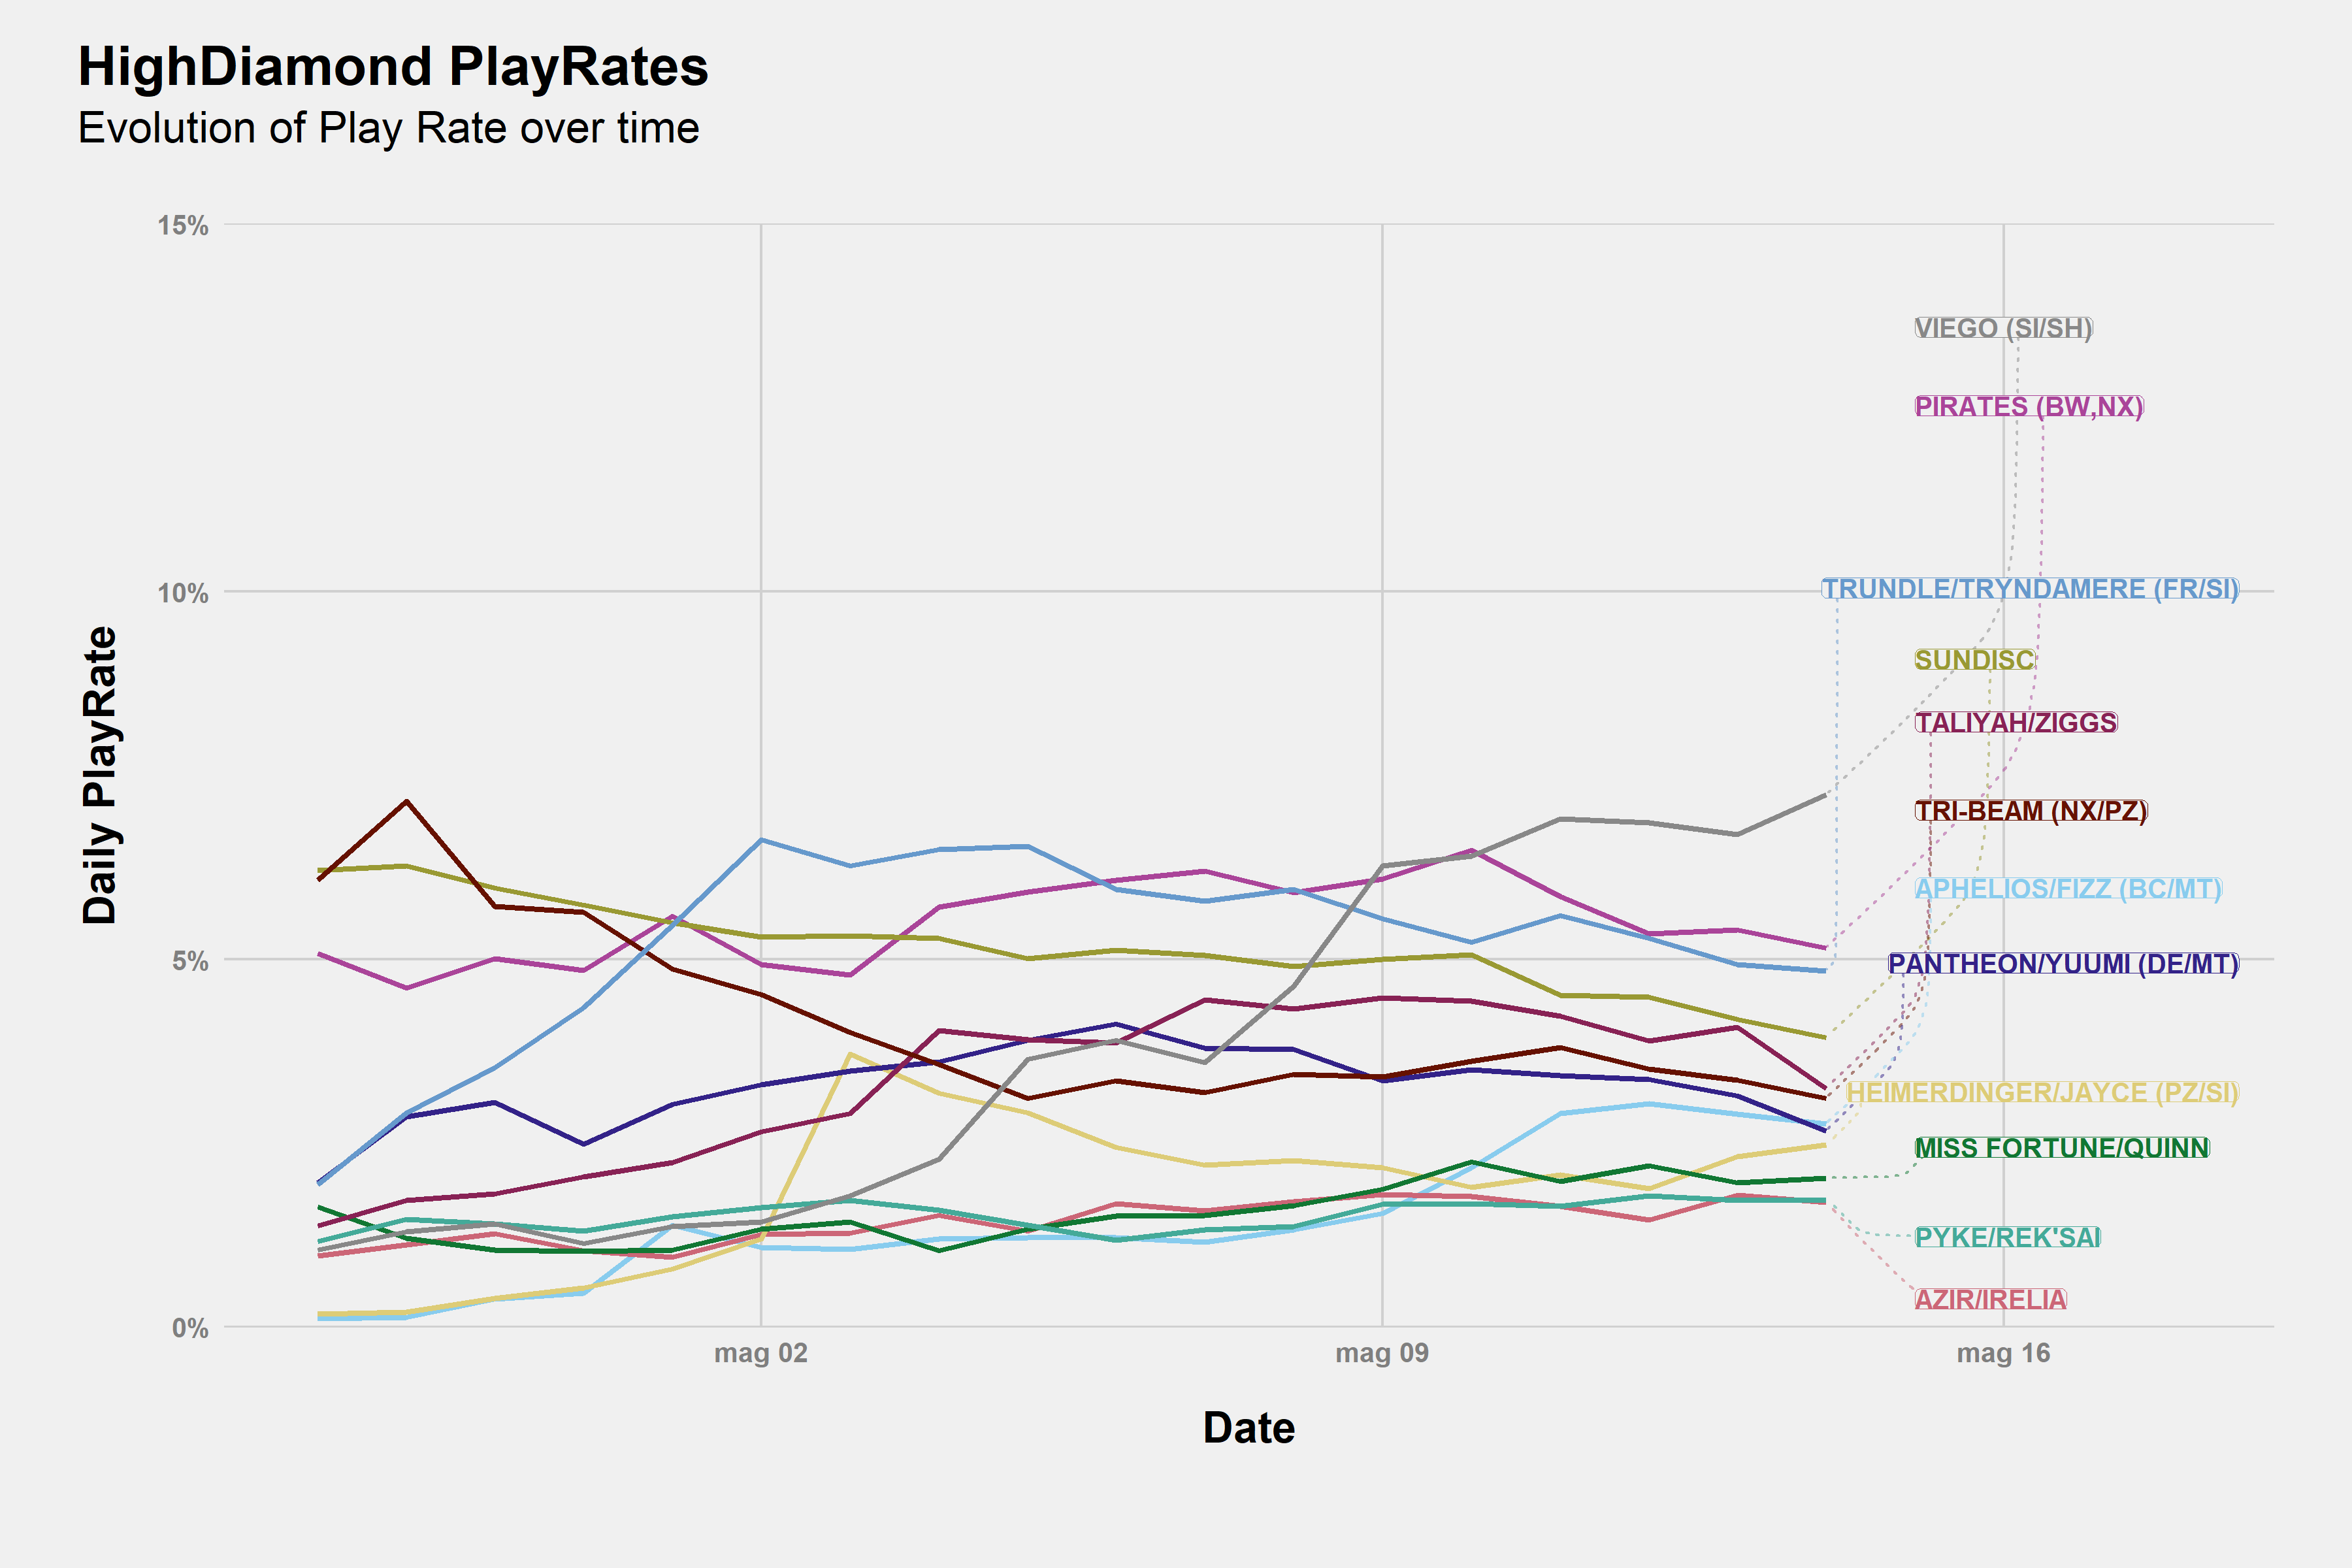 HighDiamond PlayRates
Evolution of Play Rate over time
15%
10%
5%
0%
Daily PlayRate
VIEGO (SI/SH)
PIRATES (BW,NX)
TRUNDLE/TRYNDAMERE (FR/SI)
SUNDISC
TALIYAH/ZIGGS
TRI-BEAM (NX/PZ)
APHELIOS/FIZZ (BC/MT)
PANTHEON/YUUMI (DE/MT)
HEIMERDINGER/JAYCE (PZ/SI)
MISS FORTUNE/QUINN
PYKE/REK'SAI
AZIR/IRELIA
mag 02
mag 09
mag 16
Date